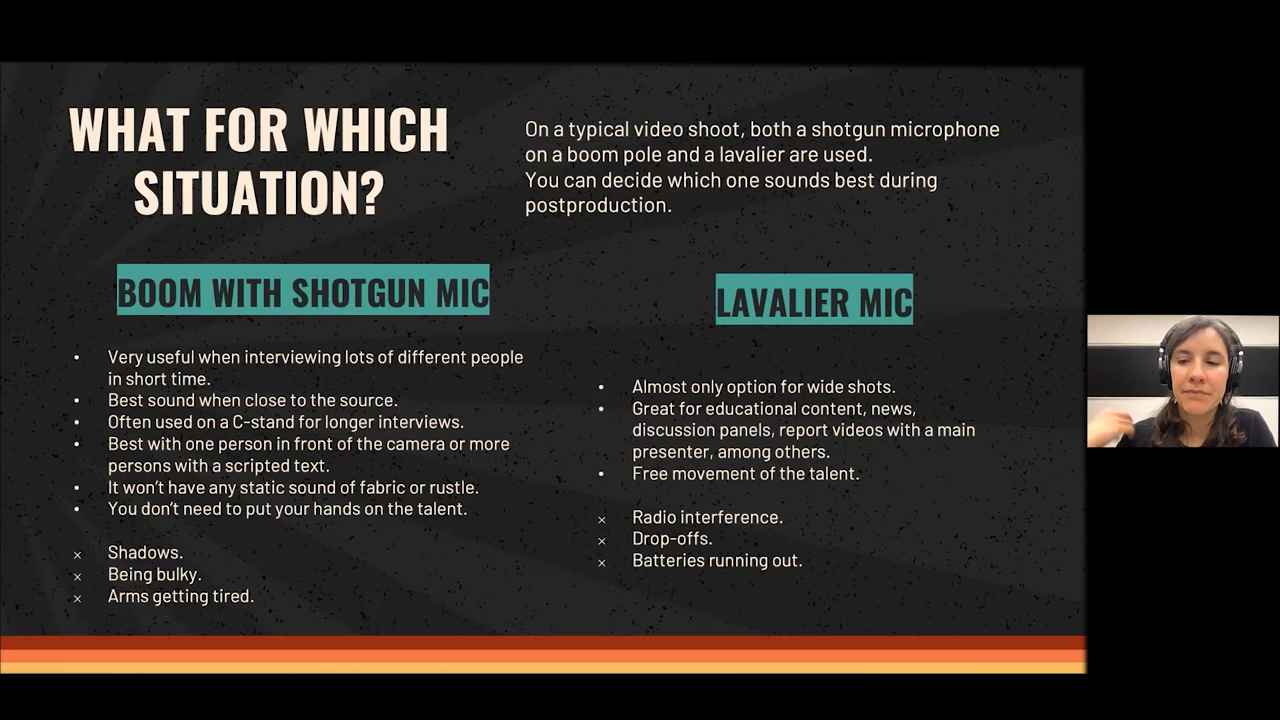 WHAT FOR WHICH
SITUATION?
On a typical video shoot, both a shotgun microphone
on a boom pole and a lavalier are used.
You can decide which one sounds best during
postproduction.
BOOM WITH SHOTGUN MIC
• Very useful when interviewing lots of different people
in short time.
• Best sound when close to the source.
• Often used on a C-stand for longer interviews.
• Best with one person in front of the camera or more
persons with a scripted text.
• It won’t have any static sound of fabric or rustle.
• You don’t need to put your hands on the talent.
× Shadows.
× Being bulky.
× Arms getting tired.
LAVALIER MIC
• Almost only option for wide shots.
• Great for educational content, news,
discussion panels, report videos with a main
presenter, among others.
• Free movement of the talent.
× Radio interference.
× Drop-offs.
× Batteries running out.